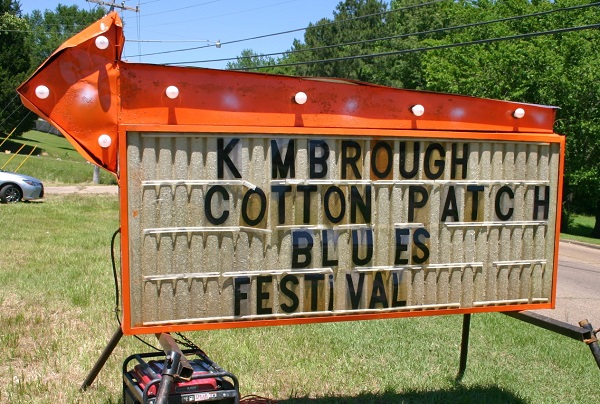 K MBROUGH
COTTON PATCH
BLUES
FESTiVAL